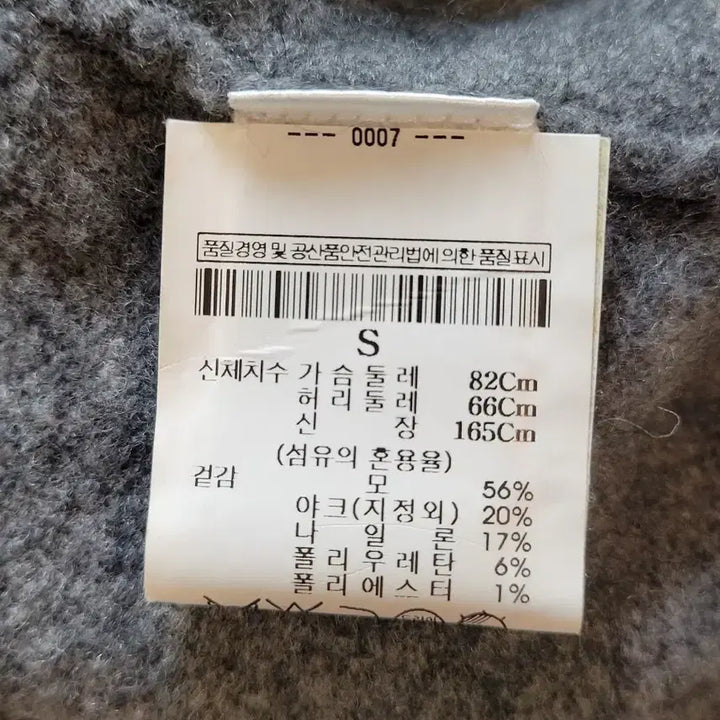 --- 0007 ---
품질경영 및 공산품안전관리법에 의한 품질표시
S
신체치수 가슴둘레 82Cm
허리둘레 66Cm
신장 165Cm
(섬유의 혼용율)
겉감 모 56%
야크(지정외) 20%
나일론 17%
폴리우레탄 6%
폴리에스터 1%